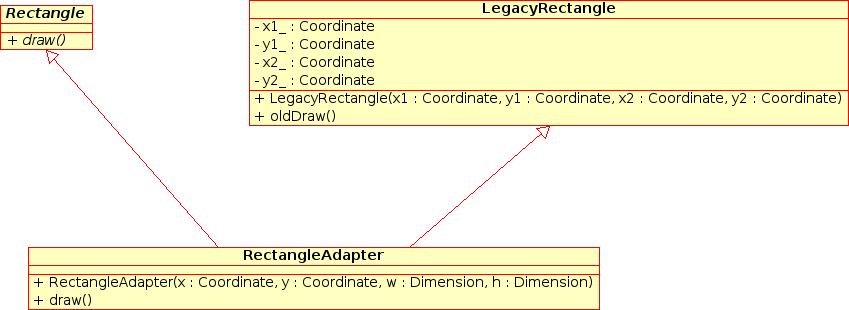 Rectangle
+ draw()
LegacyRectangle
- x1_ : Coordinate
- y1_ : Coordinate
- x2_ : Coordinate
- y2_ : Coordinate
+ LegacyRectangle(x1 : Coordinate, y1 : Coordinate, x2 : Coordinate, y2 : Coordinate)
+ oldDraw()
RectangleAdapter
+ RectangleAdapter(x : Coordinate, y : Coordinate, w : Dimension, h : Dimension)
+ draw()